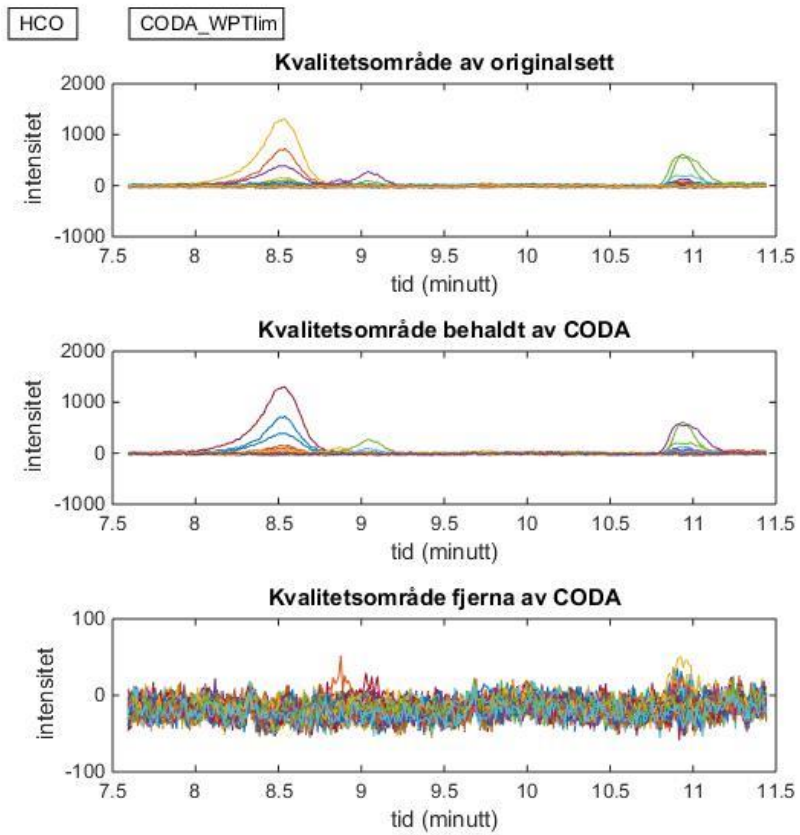 HCO CODA_WPTlim
Kvalitetsområde av originalsett
2000
1000
0
-1000
intensitet
7.5 8 8.5 9 9.5 10 10.5 11 11.5
tid (minutt)
Kvalitetsområde behaldt av CODA
2000
1000
0
-1000
intensitet
7.5 8 8.5 9 9.5 10 10.5 11 11.5
tid (minutt)
Kvalitetsområde fjerna av CODA
100
0
-100
intensitet
7.5 8 8.5 9 9.5 10 10.5 11 11.5
tid (minutt)